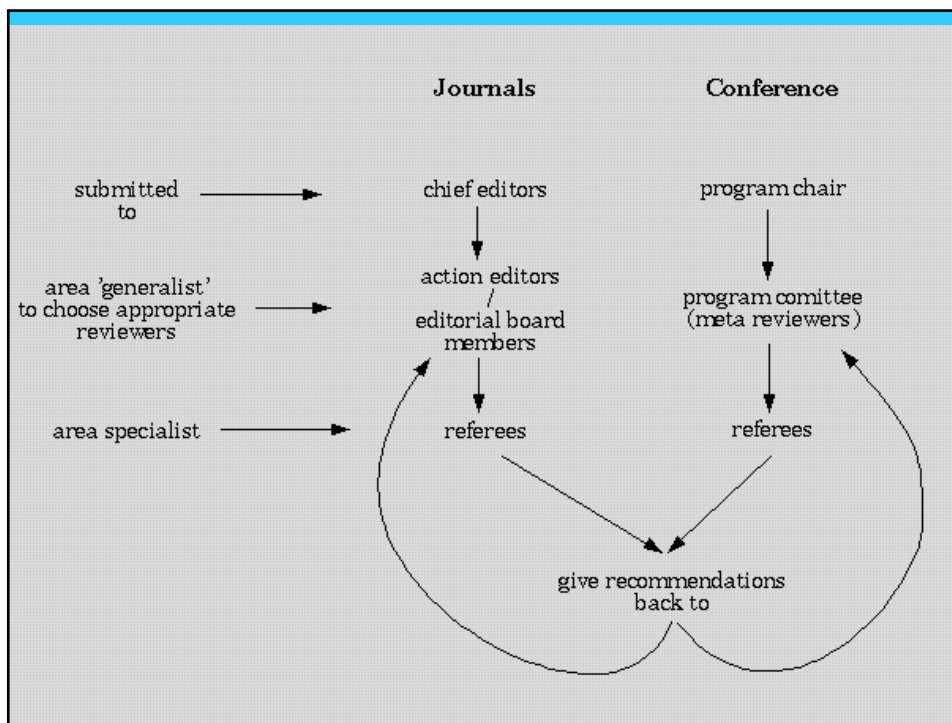 Journals
Conference
submitted
to
chief editors
program chair
area 'generalist'
to choose appropriate
reviewers
action editors
/
editorial board
members
program comittee
(meta reviewers)
area specialist
referees
referees
give recommendations
back to